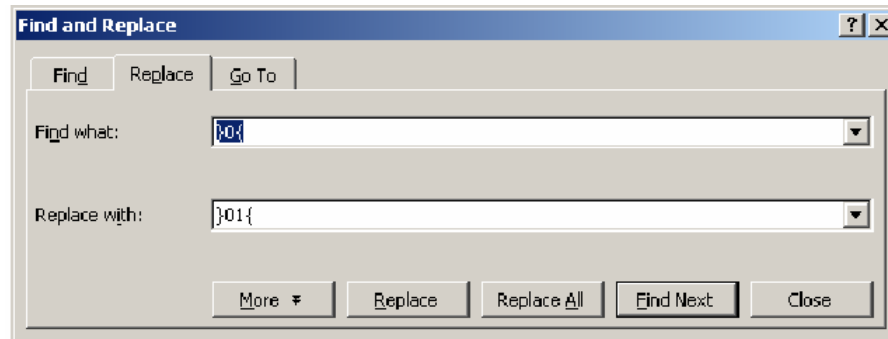 Find and Replace
Find Replace Go To
Find what: }0{
Replace with: }01{
More Replace Replace All Find Next Close